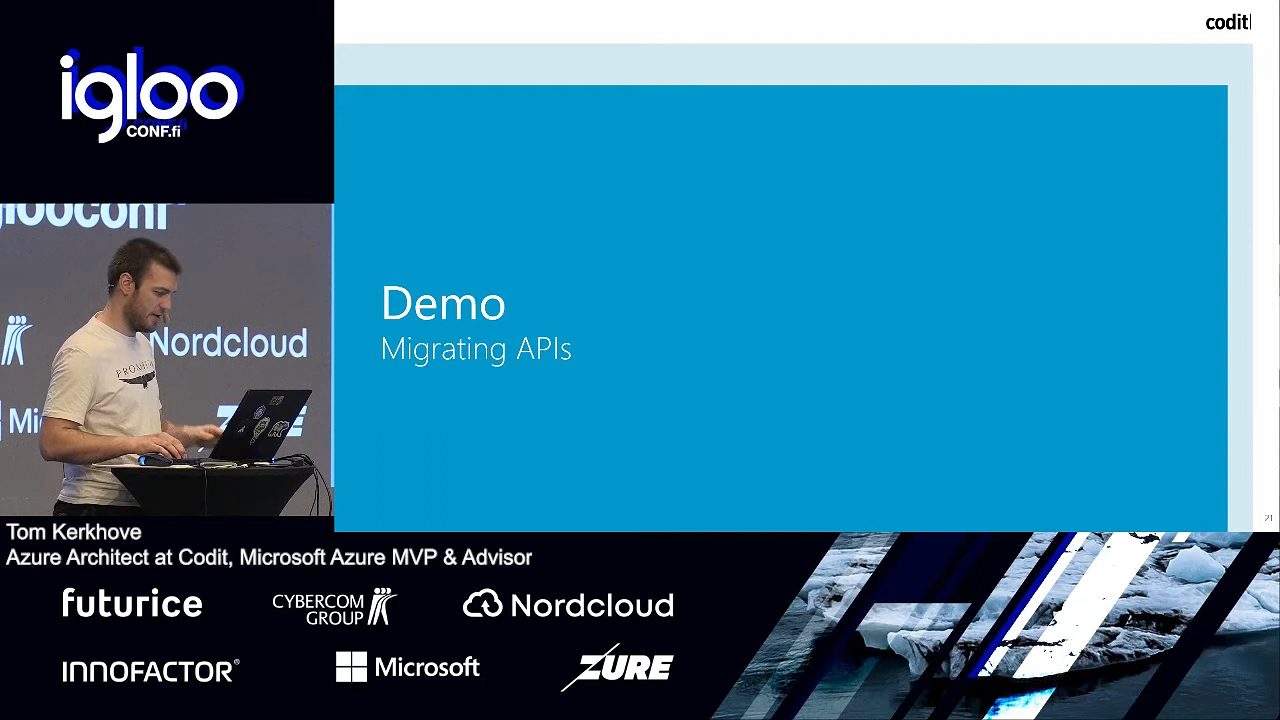 igloo
CONF.fi
codit
Demo
Migrating APIs
21
Nordcloud
Tom Kerkhove
Azure Architect at Codit, Microsoft Azure MVP & Advisor
futurice
CYBERCOM
GROUP
Nordcloud
INNOFACTOR®
Microsoft
ZURE